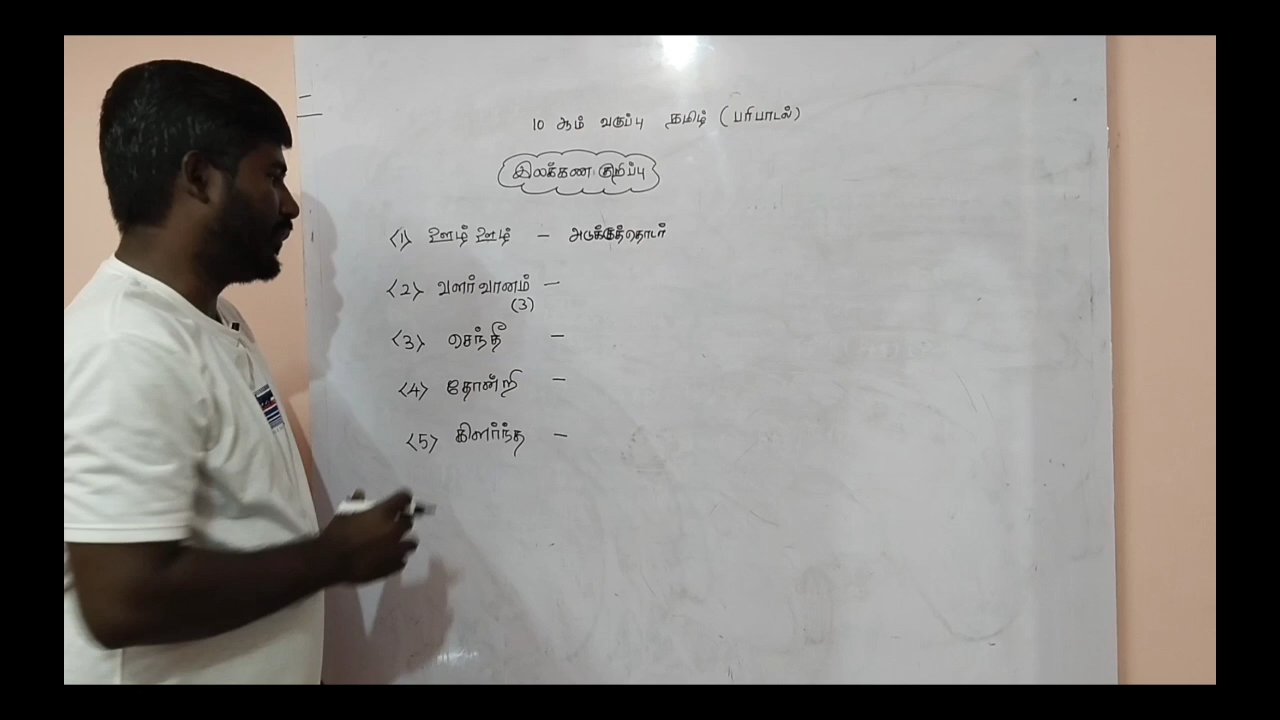 10 ஆம் வகுப்பு தமிழ் (பரிபாடல்)
இலக்கண குறிப்பு
<1> ஊழ் ஊழ் - அடுக்குத்தொடர்
<2> வளர் வானம் -
(3)
<3> செந்தீ -
<4> தோன்றி -
<5> கிளர்ந்த -